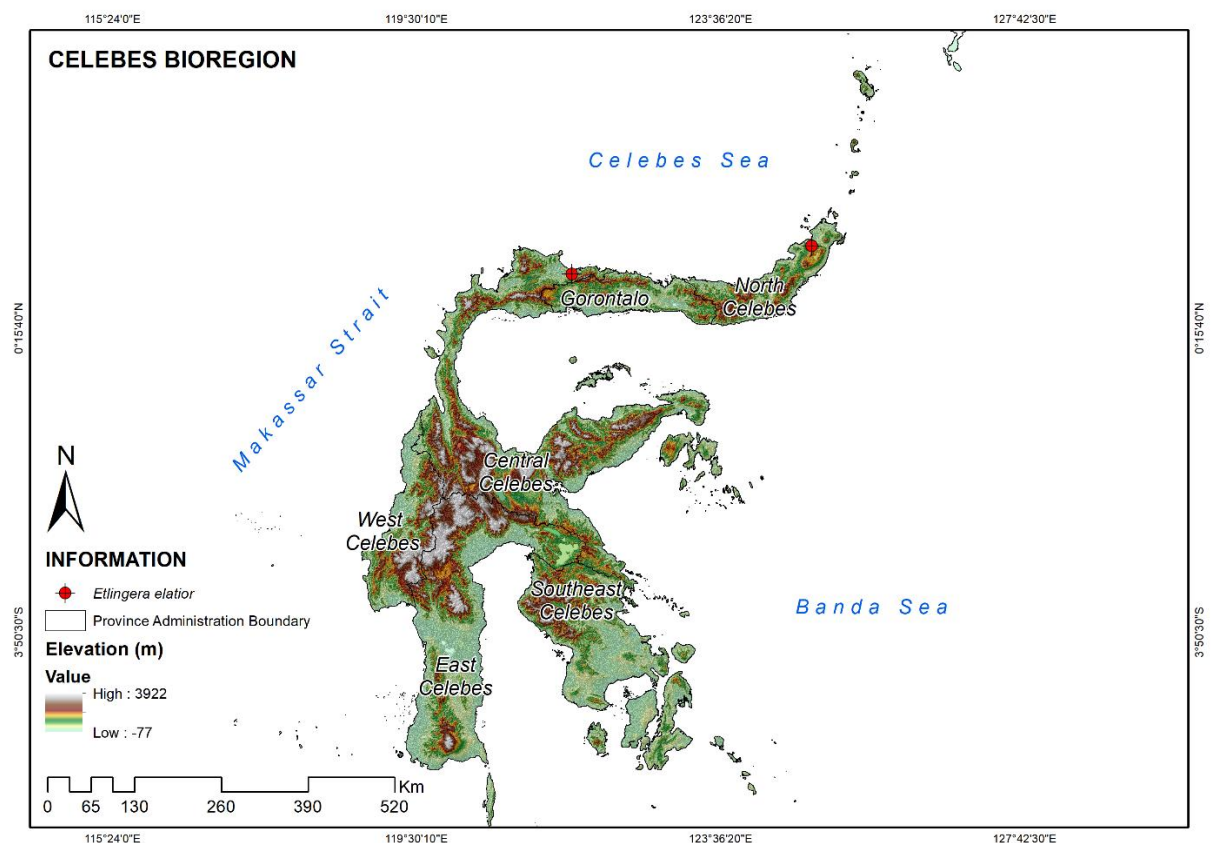 115°24'0"E 119°30'10"E 123°36'20"E 127°42'30"E
CELEBES BIOREGION
Celebes Sea
0°15'40"N
0°15'40"N
Gorontalo
North
Celebes
Makassar Strait
Central
Celebes
N
West
Celebes
Southeast
Celebes
Banda Sea
East
Celebes
3°50'30"S
3°50'30"S
INFORMATION
Etlingera elatior
Province Administration Boundary
Elevation (m)
Value
High : 3922
Low : -77
Km
0 65 130 260 390 520
115°24'0"E 119°30'10"E 123°36'20"E 127°42'30"E